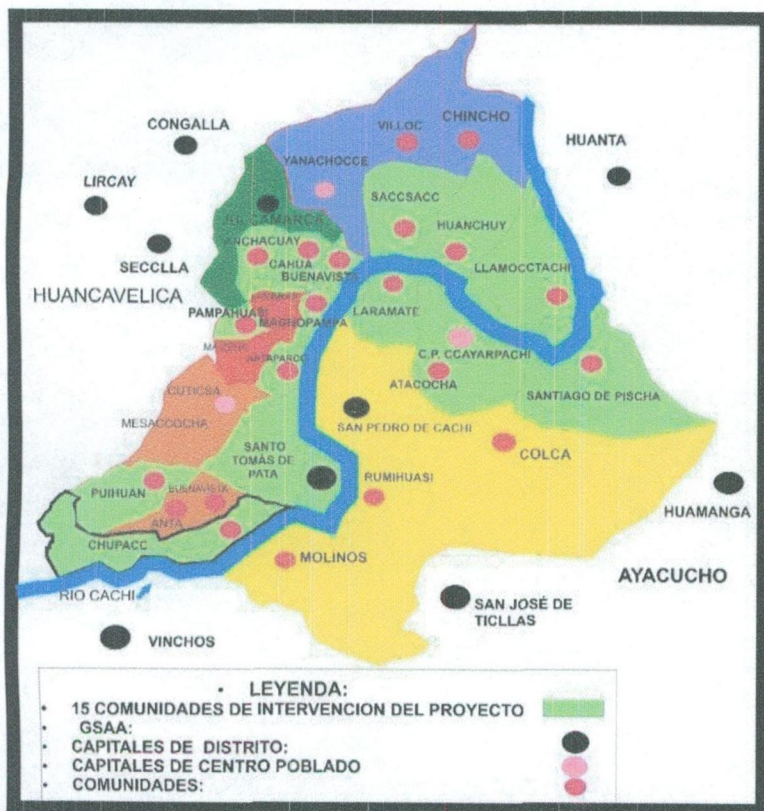 CONGALLA
VILLOC
CHINCHO
HUANTA
YANACHOCCE
LIRCAY
SACCSACC
HUANCHUY
SECCLLA
ANCHACUAY
CAHUA
BUENAVISTA
LLAMOCCTACHI
HUANCAVELICA
PAMPAHUASI
MAGNOPAMPA
LARAMATE
C.P. CCAYARPACHI
ATACOCHA
SANTIAGO DE PISCHA
CUTICSA
MESACCOCHA
SAN PEDRO DE CACHI
SANTO
TOMÁS DE
PATA
COLCA
PUIHUAN
BUENAVISTA
RUMIHUASI
HUAMANGA
ANTA
CHUPACC
MOLINOS
AYACUCHO
RIO CACHI
SAN JOSÉ DE
TICLLAS
VINCHOS
• LEYENDA:
• 15 COMUNIDADES DE INTERVENCION DEL PROYECTO
• GSAA:
• CAPITALES DE DISTRITO:
• CAPITALES DE CENTRO POBLADO
• COMUNIDADES: